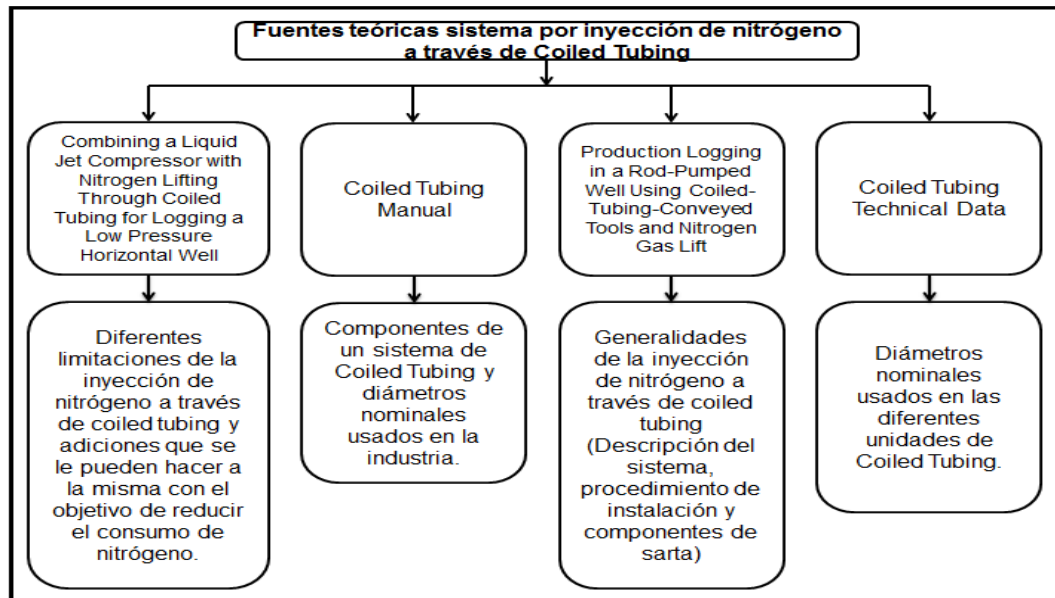 Fuentes teóricas sistema por inyección de nitrógeno
a través de Coiled Tubing
Combining a Liquid
Jet Compressor with
Nitrogen Lifting
Through Coiled
Tubing for Logging a
Low Pressure
Horizontal Well
Coiled Tubing
Manual
Production Logging
in a Rod-Pumped
Well Using Coiled-
Tubing-Conveyed
Tools and Nitrogen
Gas Lift
Coiled Tubing
Technical Data
Diferentes
limitaciones de la
inyección de
nitrógeno a través
de coiled tubing y
adiciones que se
le pueden hacer a
la misma con el
objetivo de reducir
el consumo de
nitrógeno.
Componentes de
un sistema de
Coiled Tubing y
diámetros
nominales
usados en la
industria.
Generalidades
de la inyección
de nitrógeno a
través de coiled
tubing
(Descripción del
sistema,
procedimiento de
instalación y
componentes de
sarta)
Diámetros
nominales
usados en las
diferentes
unidades de
Coiled Tubing.